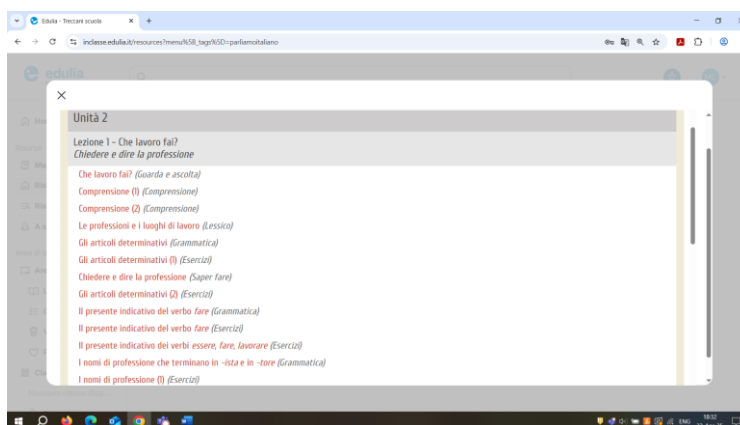 Edulia - Treccani scuola
inclasse.edulia.it/resources?menu%5B_tags%5D=parliamoitaliano
edulia
Unità 2
Lezione 1 - Che lavoro fai?
Chiedere e dire la professione
Che lavoro fai? (Guarda e ascolta)
Comprensione (1) (Comprensione)
Comprensione (2) (Comprensione)
Le professioni e i luoghi di lavoro (Lessico)
Gli articoli determinativi (Grammatica)
Gli articoli determinativi (1) (Esercizi)
Chiedere e dire la professione (Saper fare)
Gli articoli determinativi (2) (Esercizi)
Il presente indicativo del verbo fare (Grammatica)
Il presente indicativo del verbo fare (Esercizi)
Il presente indicativo dei verbi essere, fare, lavorare (Esercizi)
I nomi di professione che terminano in -ista e in -tore (Grammatica)
I nomi di professione (1) (Esercizi)
ENG
18:32